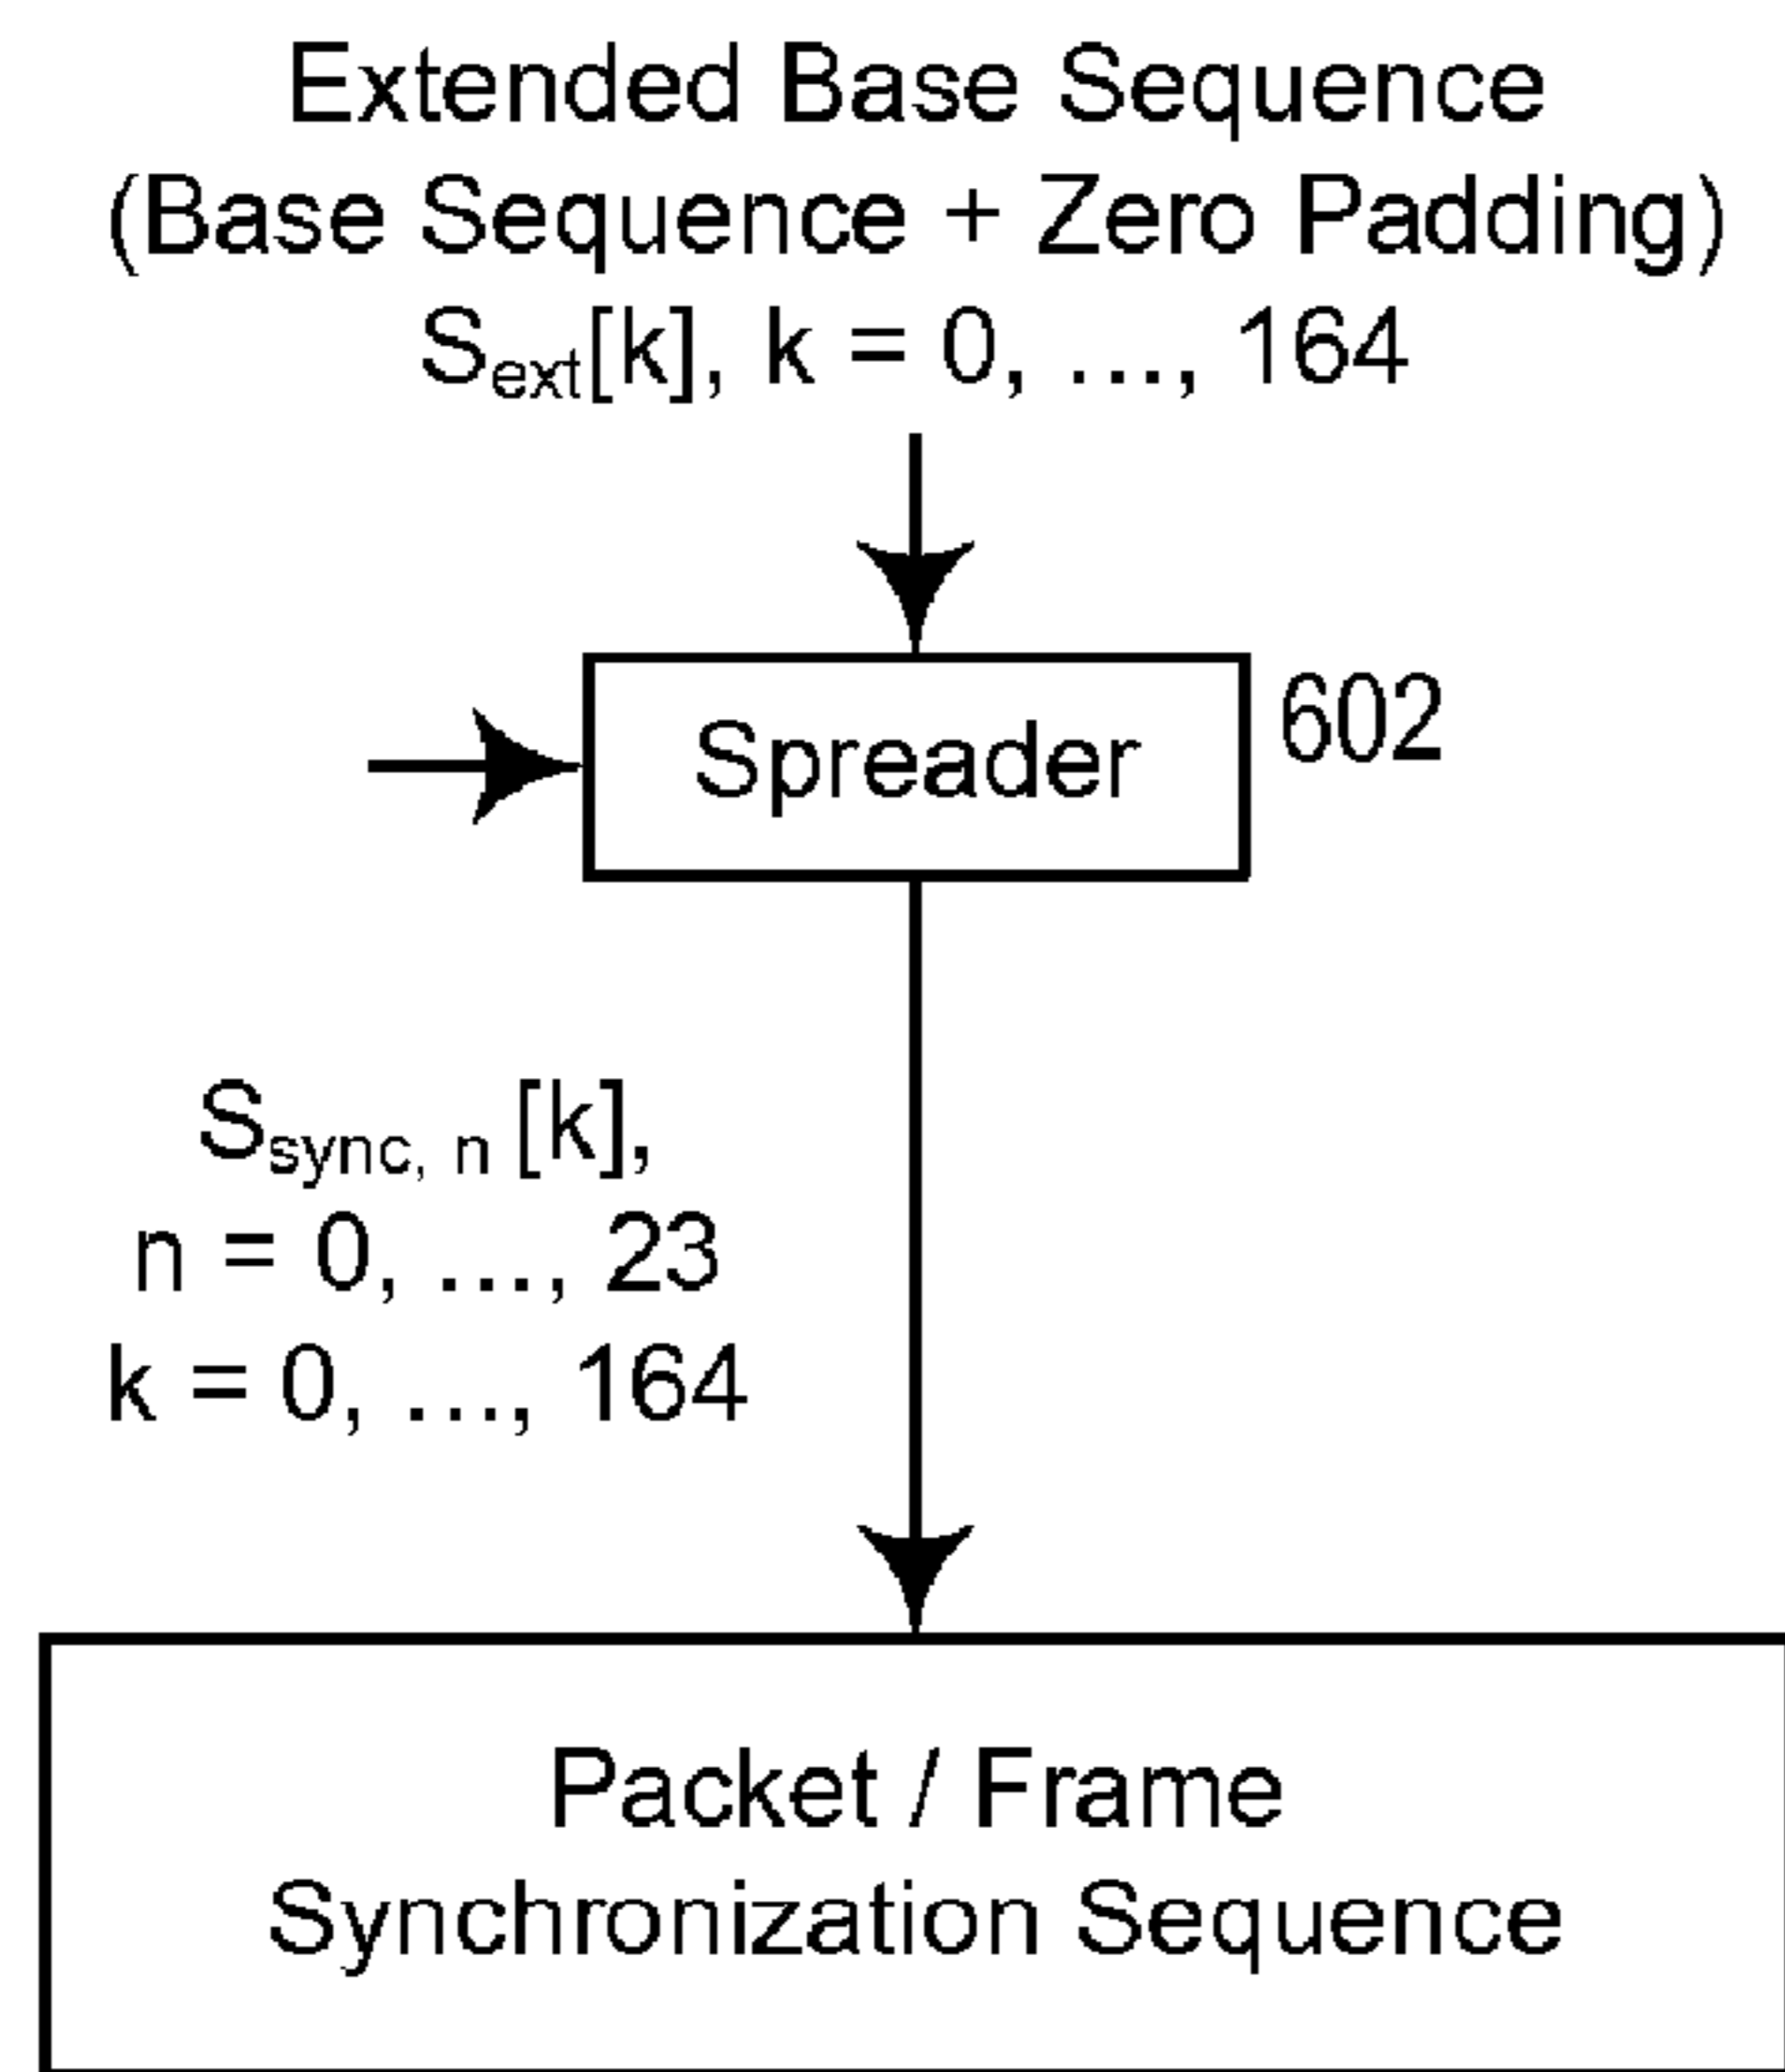 Extended Base Sequence
(Base Sequence + Zero Padding)
Sext[k], k = 0, ..., 164
Spreader
602
Ssync, n [k],
n = 0, ..., 23
k = 0, ..., 164
Packet / Frame
Synchronization Sequence